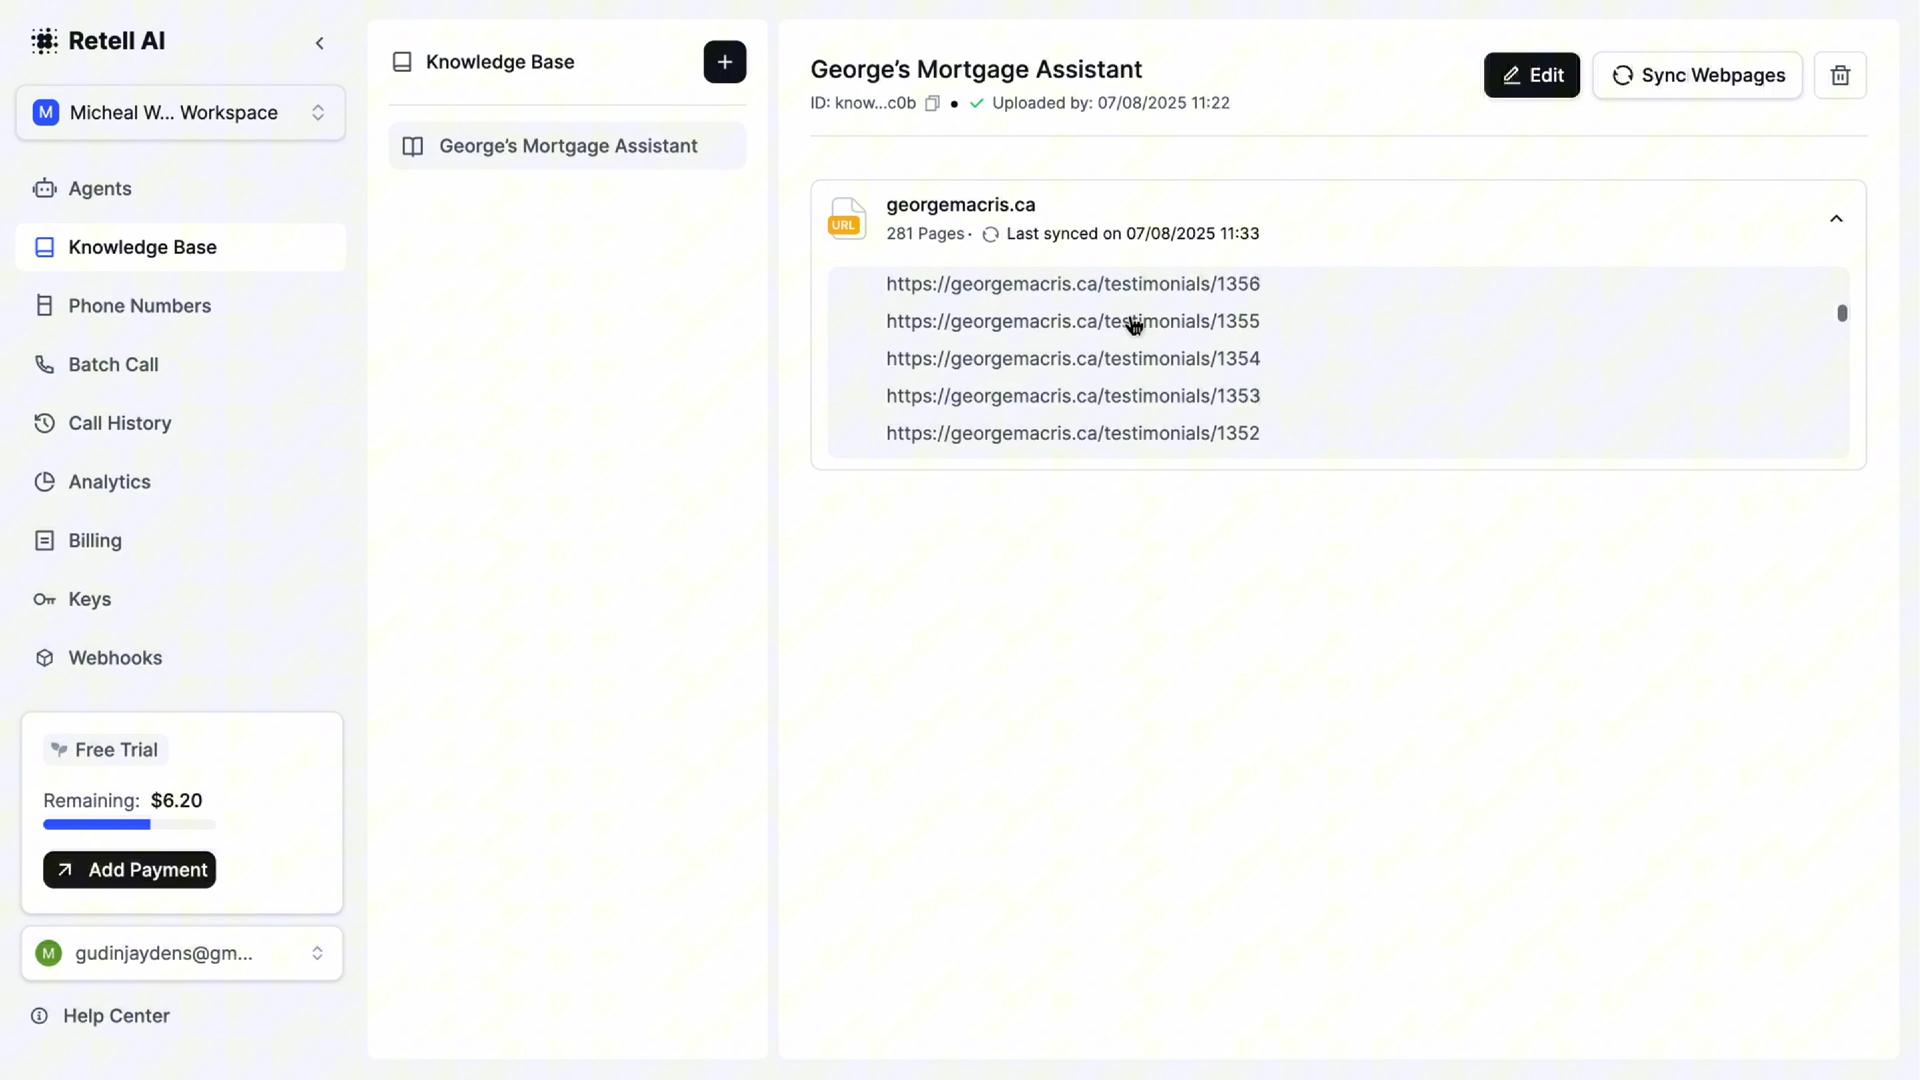 Retell AI
M Micheal W... Workspace
Agents
Knowledge Base
Phone Numbers
Batch Call
Call History
Analytics
Billing
Keys
Webhooks
Free Trial
Remaining: $6.20
Add Payment
M gudinjaydens@gm...
Help Center
Knowledge Base
George’s Mortgage Assistant
George’s Mortgage Assistant
ID: know...c0b • Uploaded by: 07/08/2025 11:22
Edit
Sync Webpages
URL
georgemacris.ca
281 Pages · Last synced on 07/08/2025 11:33
https://georgemacris.ca/testimonials/1356
https://georgemacris.ca/testimonials/1355
https://georgemacris.ca/testimonials/1354
https://georgemacris.ca/testimonials/1353
https://georgemacris.ca/testimonials/1352